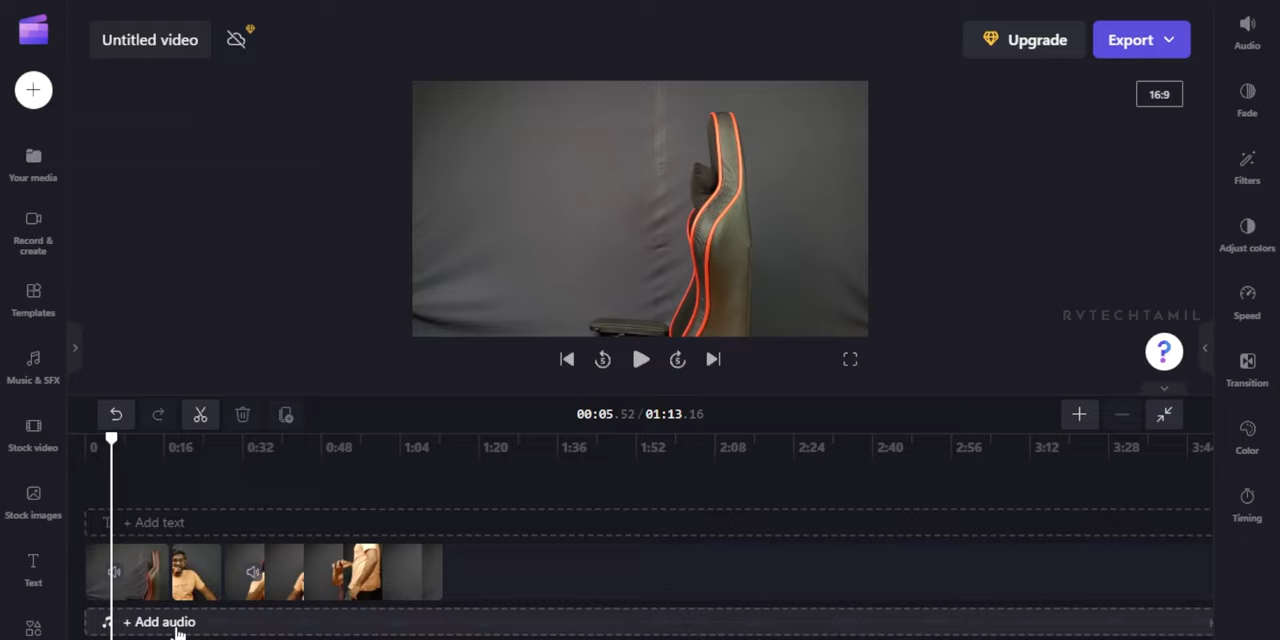 Untitled video
Upgrade
Export
Audio
16:9
Fade
Your media
Filters
Record &
create
Adjust colors
Templates
Speed
RVTECHTAMIL
?
5
5
Music & SFX
Transition
00:05.52/01:13.16
Stock video
0 0:16 0:32 0:48 1:04 1:20 1:36 1:52 2:08 2:24 2:40 2:56 3:12 3:28 3:44
Color
Stock images
T + Add text
Timing
T
Text
+ Add audio